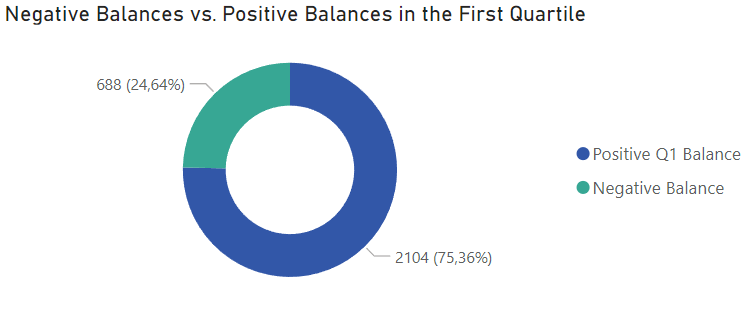 Negative Balances vs. Positive Balances in the First Quartile
688 (24,64%)
Positive Q1 Balance
Negative Balance
2104 (75,36%)